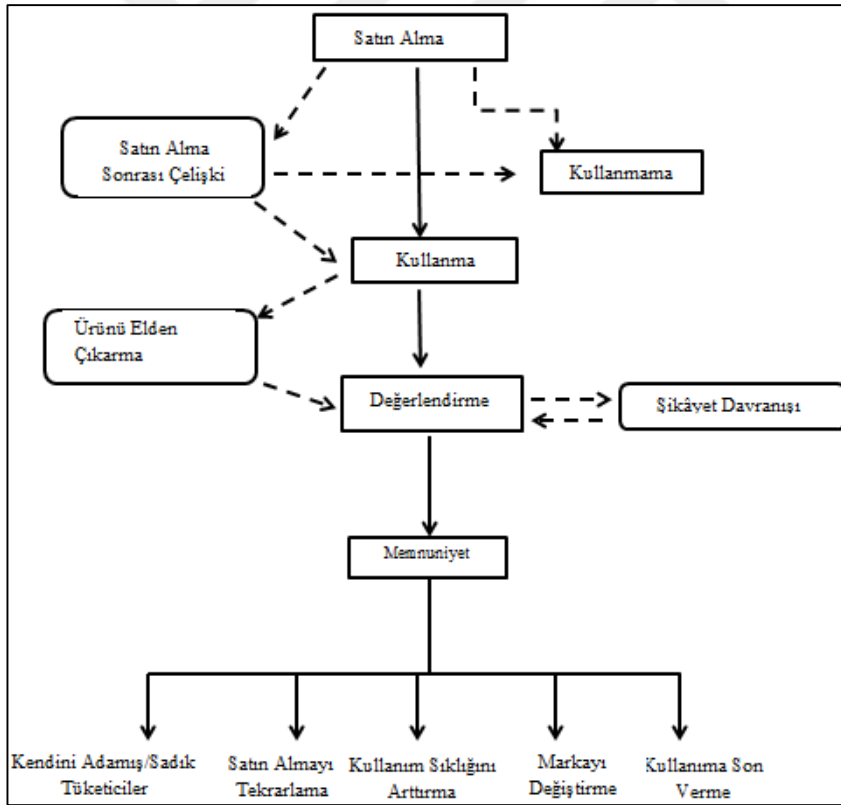 Satın Alma
Satın Alma
Sonrası Çelişki
Kullanmama
Kullanma
Ürünü Elden
Çıkarma
Değerlendirme
Şikâyet Davranışı
Memnuniyet
Kendini Adamış/Sadık
Tüketiciler
Satın Almayı
Tekrarlama
Kullanım Sıklığını
Arttırma
Markayı
Değiştirme
Kullanıma Son
Verme